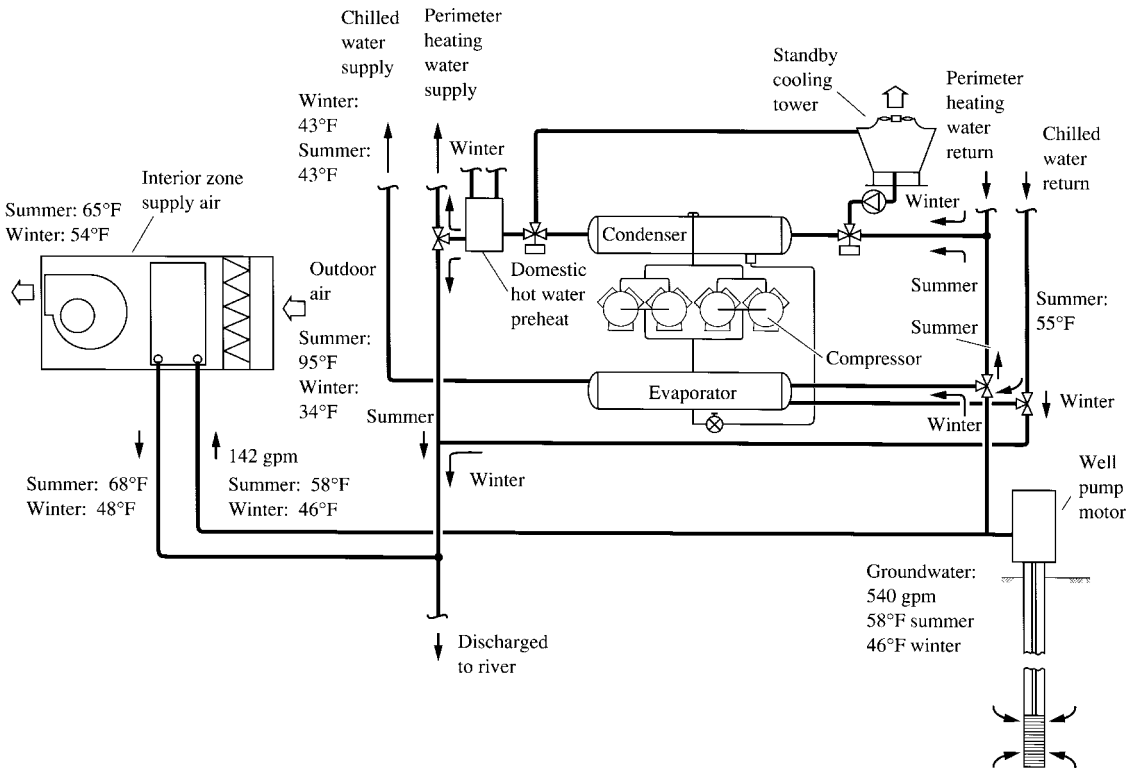 Chilled
water
supply
Perimeter
heating
water
supply
Standby
cooling
tower
Perimeter
heating
water
return
Chilled
water
return
Winter:
43°F
Summer:
43°F
Winter
Winter
Interior zone
supply air
Summer: 65°F
Winter: 54°F
Condenser
Outdoor
air
Domestic
hot water
preheat
Summer
Summer:
55°F
Summer
Summer:
95°F
Winter:
34°F
Compressor
Evaporator
Summer
Winter
Winter
142 gpm
Summer: 68°F
Winter: 48°F
Summer: 58°F
Winter: 46°F
Winter
Well
pump
motor
Groundwater:
540 gpm
58°F summer
46°F winter
Discharged
to river